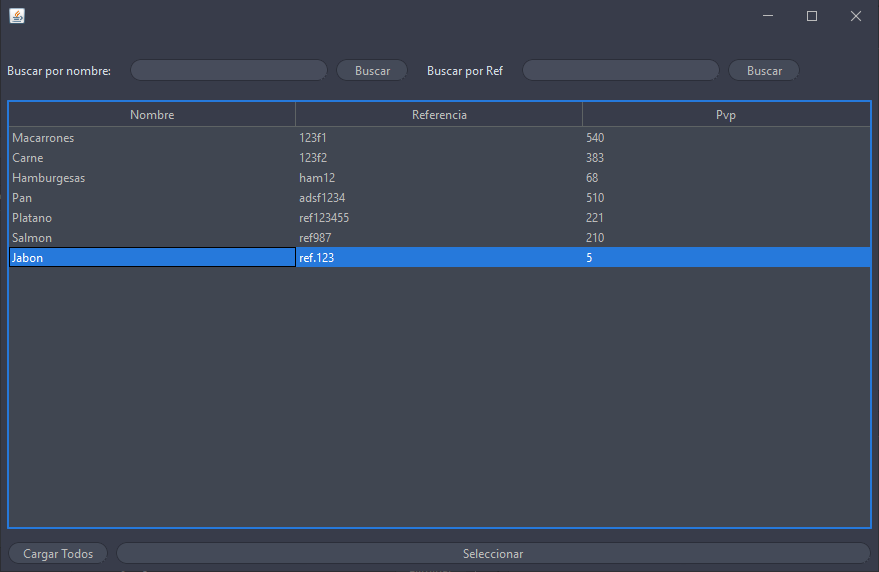 Buscar por nombre: Buscar Buscar por Ref Buscar
Nombre Referencia Pvp
Macarrones 123f1 540
Carne 123f2 383
Hamburgesas ham12 68
Pan adsf1234 510
Platano ref123455 221
Salmon ref987 210
Jabon ref.123 5
Cargar Todos Seleccionar